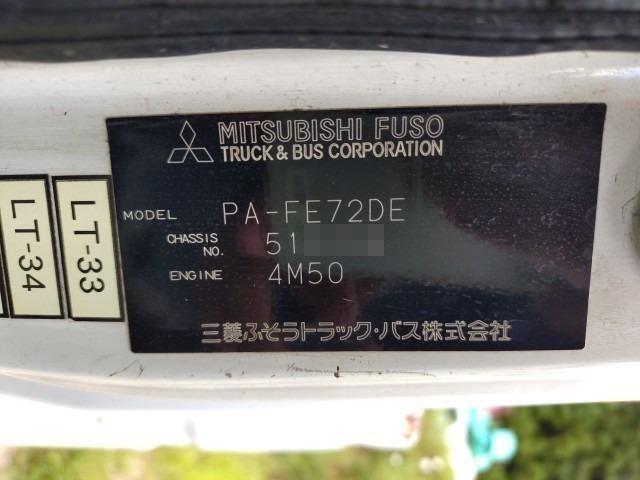 MITSUBISHI FUSO
TRUCK & BUS CORPORATION
MODEL PA-FE72DE
CHASSIS NO. 51
ENGINE 4M50
三菱ふそうトラック・バス株式会社
LT-34
LT-33